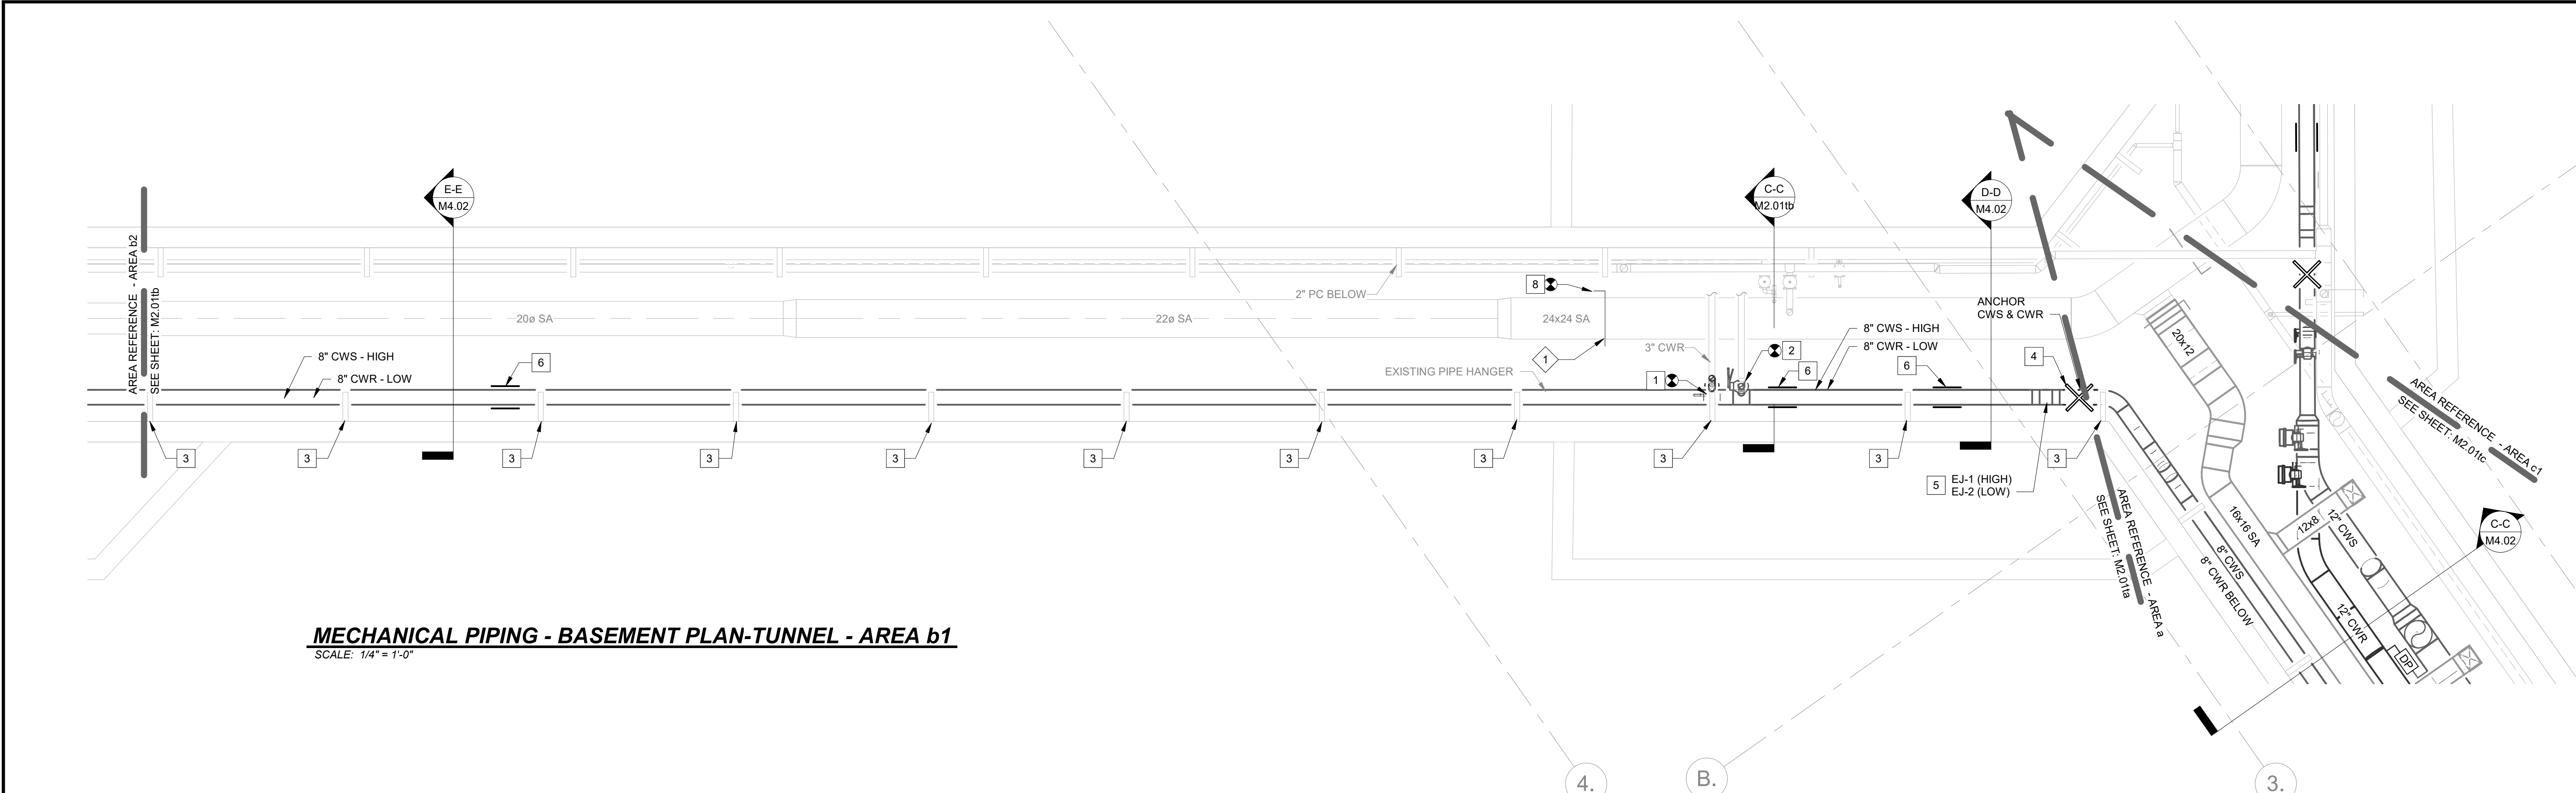 E-E
M4.02
C-C
M2.01tb
D-D
M4.02
AREA REFERENCE - AREA b2
SEE SHEET: M2.01tb
2" PC BELOW
8
20ø SA
22ø SA
24x24 SA
1
ANCHOR
CWS & CWR
8" CWS - HIGH
8" CWR - LOW
6
3" CWR
EXISTING PIPE HANGER
1
2
8" CWS - HIGH
8" CWR - LOW
6
6
4
20x12
AREA REFERENCE - AREA c1
SEE SHEET: M2.01tc
3
3
3
3
3
3
3
3
3
3
3
5
EJ-1 (HIGH)
EJ-2 (LOW)
AREA REFERENCE - AREA a
SEE SHEET: M2.01ta
16x16 SA
12x8
12" CWS
8" CWS
8" CWR BELOW
12" CWR
DP
C-C
M4.02
MECHANICAL PIPING - BASEMENT PLAN-TUNNEL - AREA b1
SCALE: 1/4" = 1'-0"
4.
B.
3.